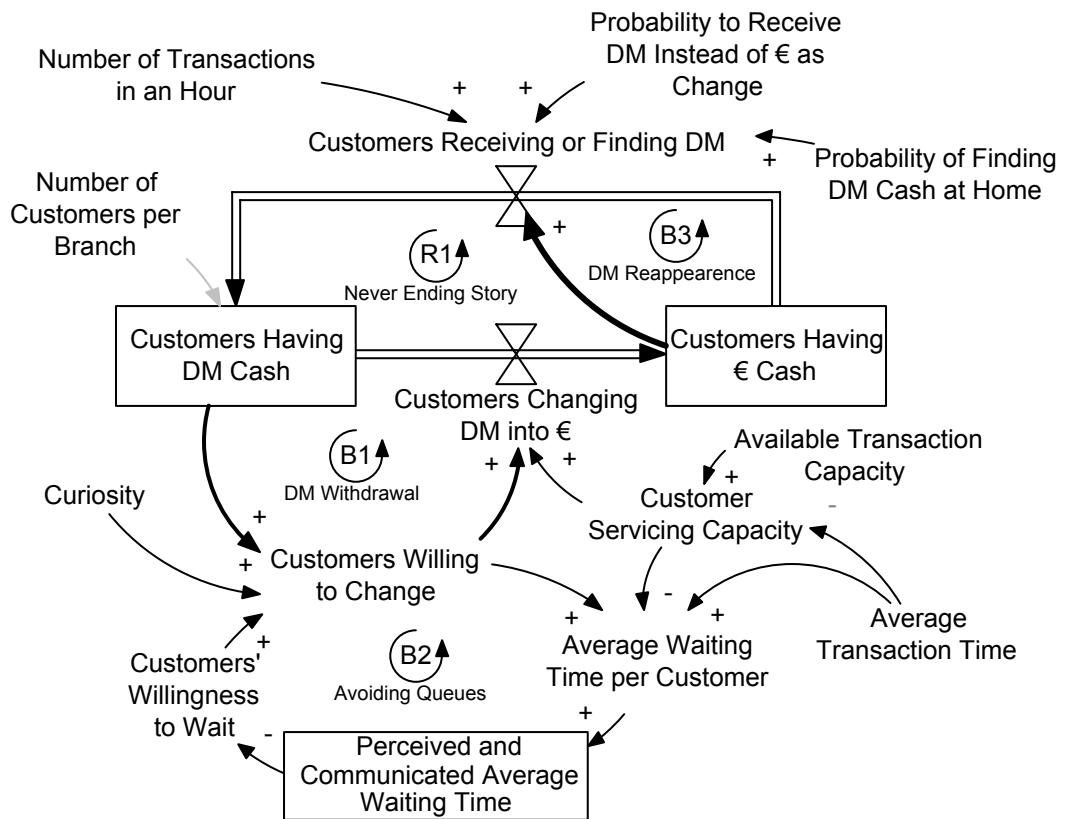 Probability to Receive
DM Instead of € as
Change
Number of Transactions
in an Hour
+ +
Customers Receiving or Finding DM
+
Probability of Finding
DM Cash at Home
Number of
Customers per
Branch
+
R1
Never Ending Story
B3
DM Reappearence
Customers Having
DM Cash
Customers Having
€ Cash
Customers Changing
DM into €
+ +
B1
DM Withdrawal
Available Transaction
Capacity
+
Customer
Servicing Capacity
-
Curiosity
+
+
Customers Willing
to Change
+
- +
+
Average Waiting
Time per Customer
Average
Transaction Time
B2
Avoiding Queues
Customers'
Willingness
to Wait
-
+
Perceived and
Communicated Average
Waiting Time